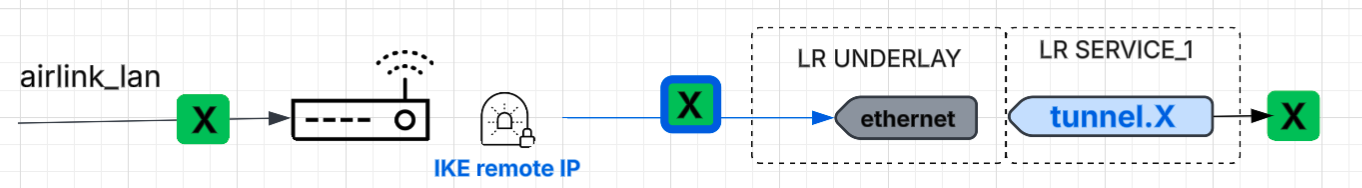 airlink_lan
X
IKE remote IP
X
LR UNDERLAY
ethernet
LR SERVICE_1
tunnel.X
X